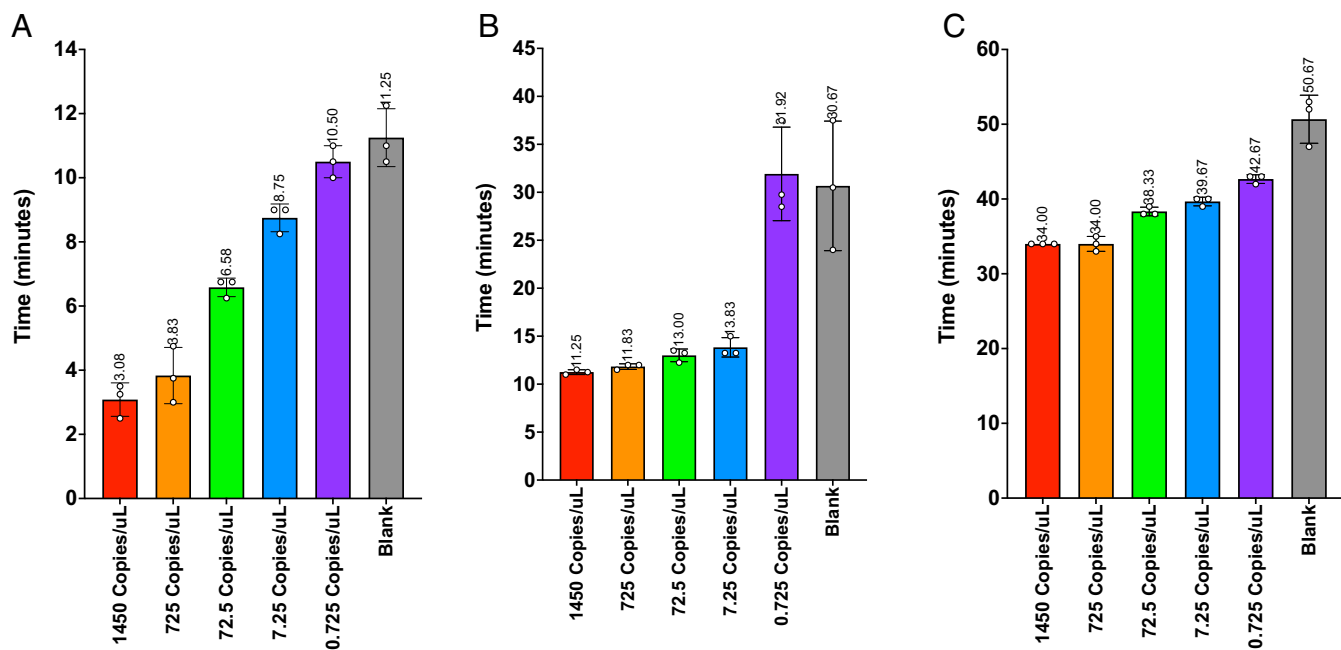 A
Time (minutes)
14
12
10
8
6
4
2
0
3.08
3.83
6.58
8.75
10.50
11.25
1450 Copies/uL
725 Copies/uL
72.5 Copies/uL
7.25 Copies/uL
0.725 Copies/uL
Blank
B
Time (minutes)
45
40
35
30
25
20
15
10
5
0
11.25
11.83
13.00
13.83
31.92
30.67
1450 Copies/uL
725 Copies/uL
72.5 Copies/uL
7.25 Copies/uL
0.725 Copies/uL
Blank
C
Time (minutes)
60
50
40
30
20
10
0
34.00
34.00
38.33
39.67
42.67
50.67
1450 Copies/uL
725 Copies/uL
72.5 Copies/uL
7.25 Copies/uL
0.725 Copies/uL
Blank